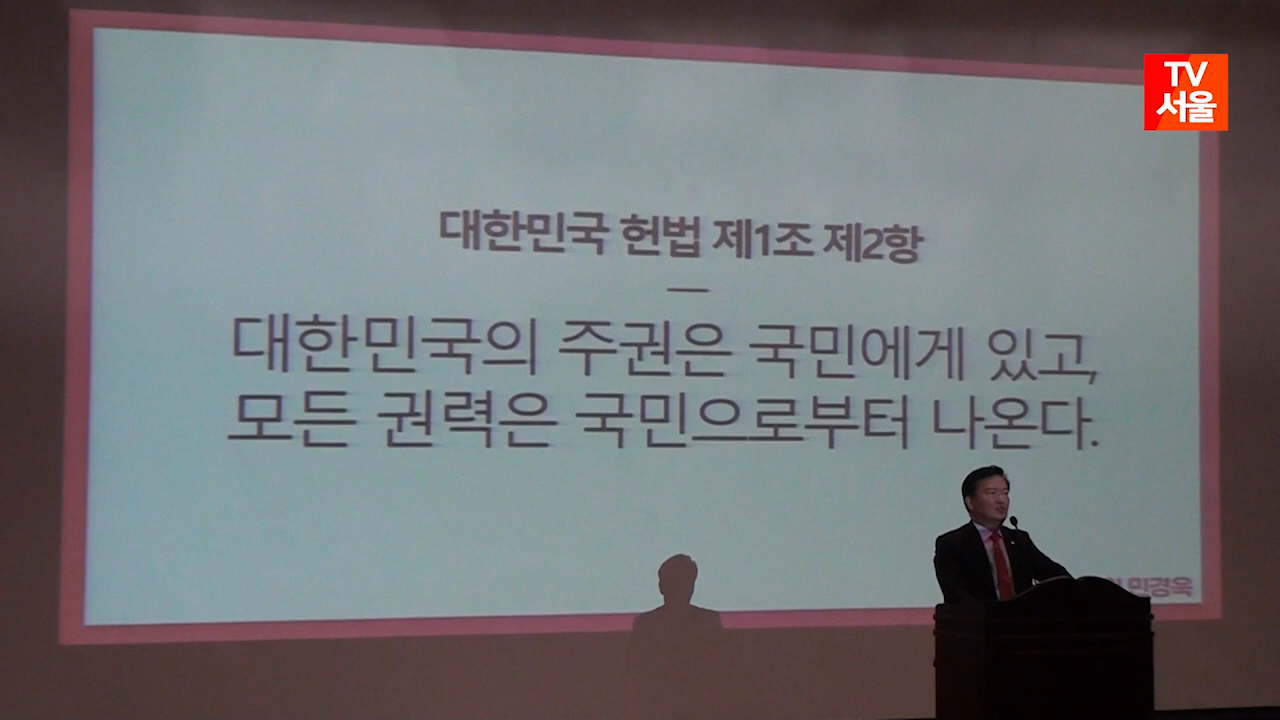 TV
서울
대한민국 헌법 제1조 제2항
대한민국의 주권은 국민에게 있고,
모든 권력은 국민으로부터 나온다.
민경욱